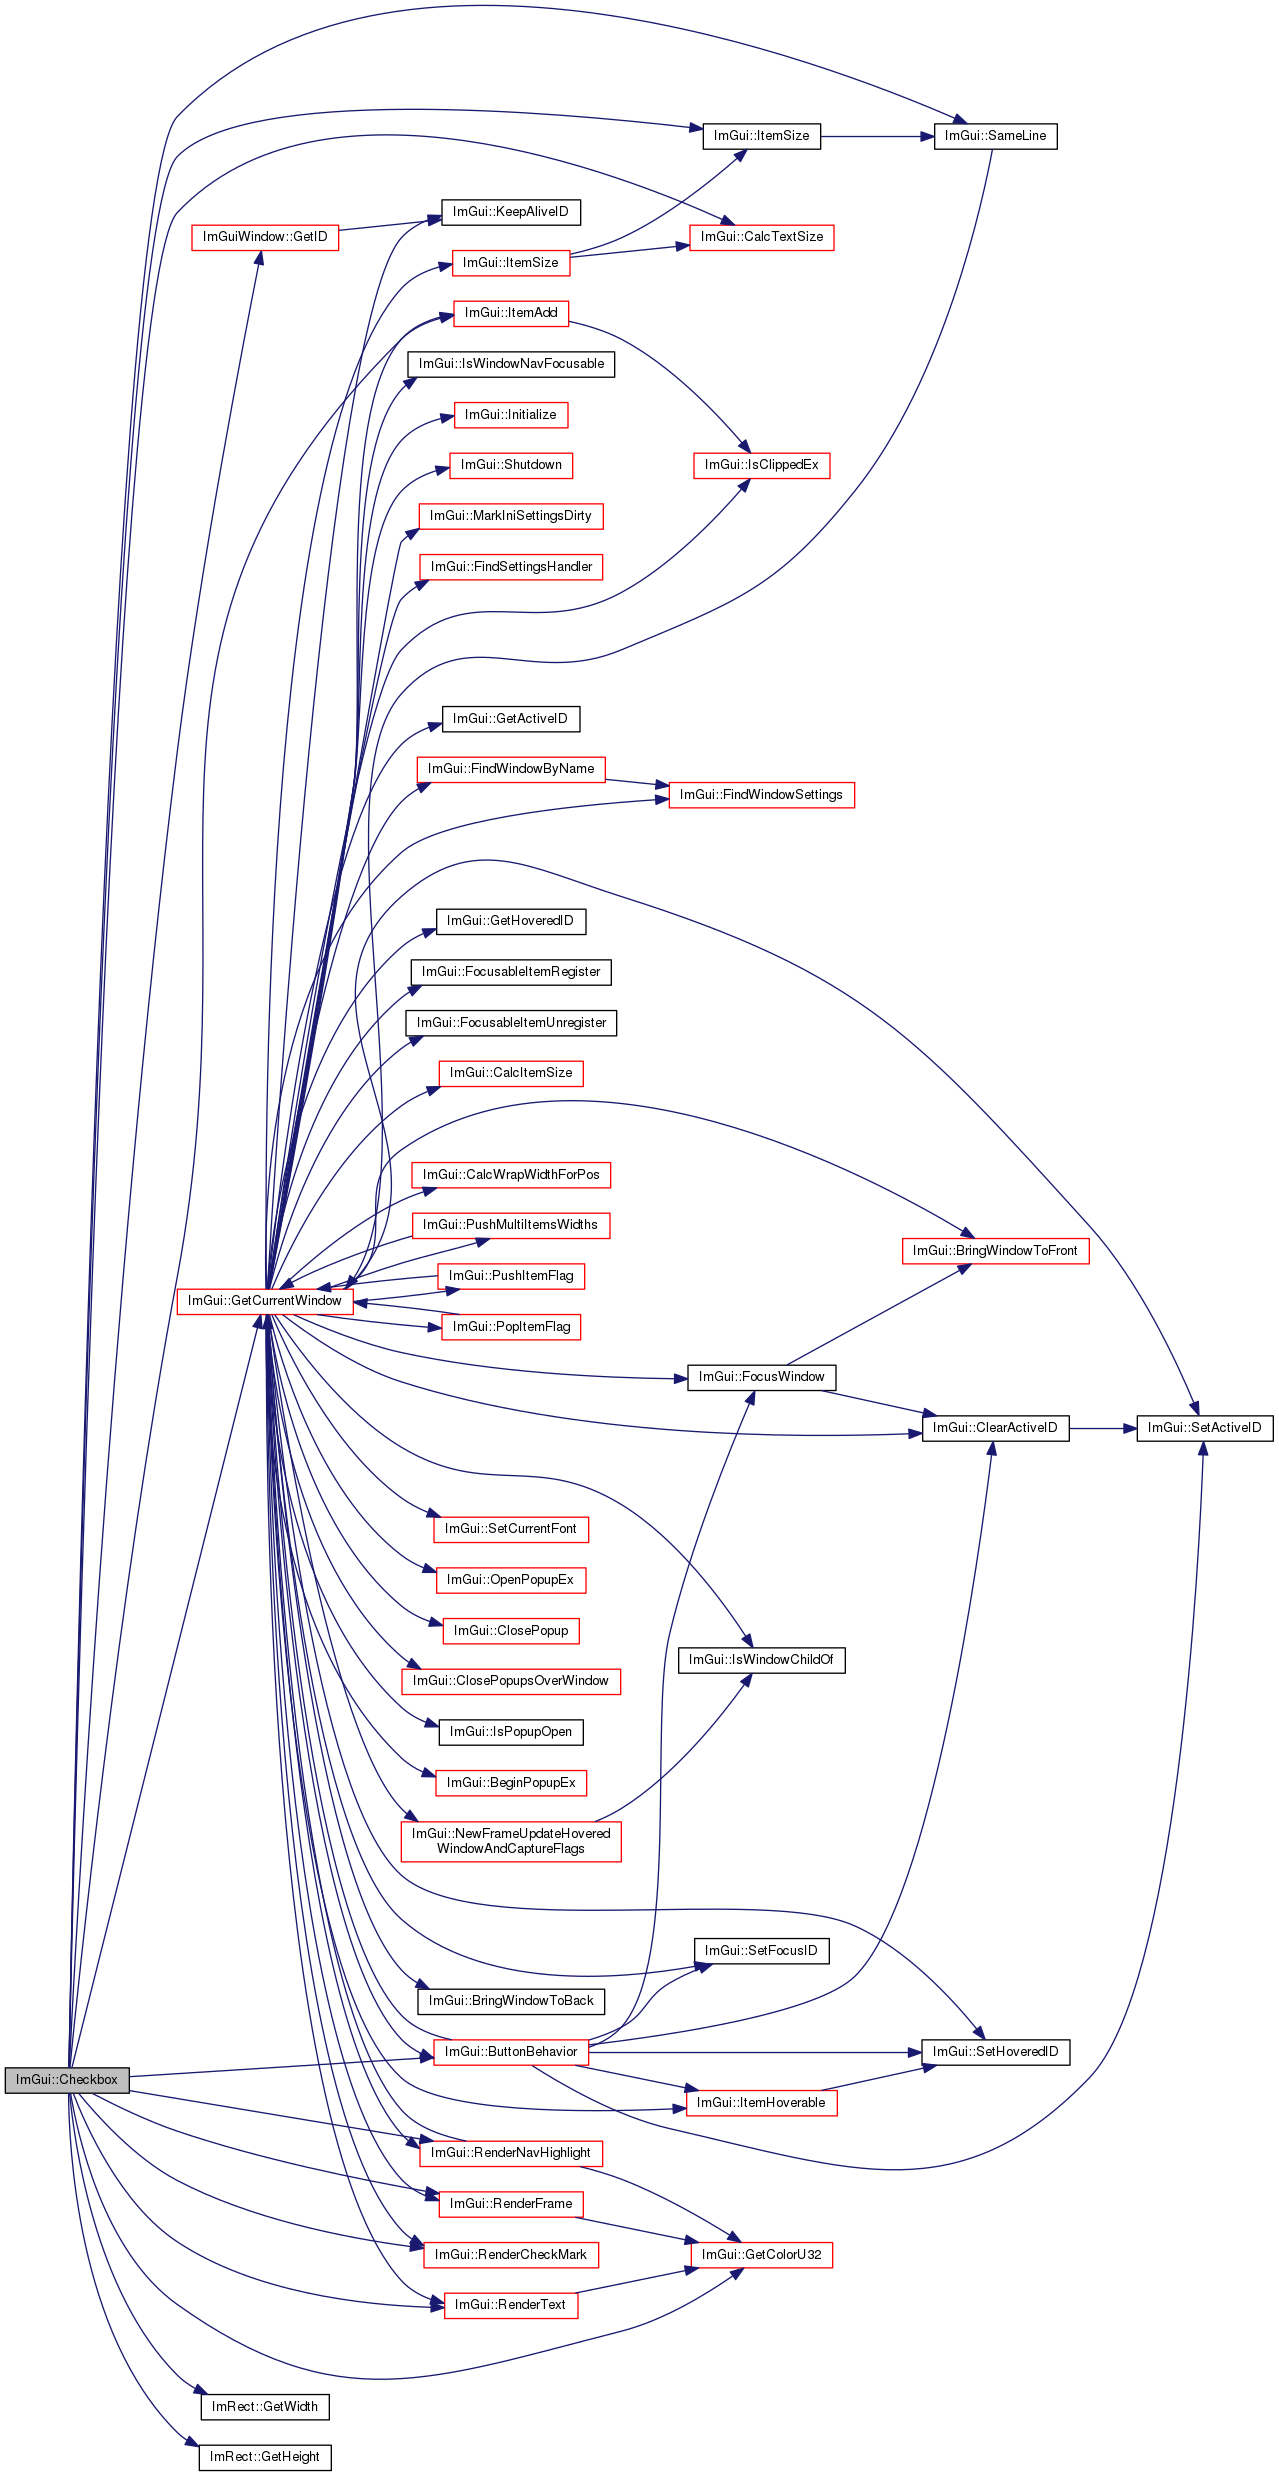 ImGui::ItemSize
ImGui::SameLine
ImGui::KeepAliveID
ImGuiWindow::GetID
ImGui::CalcTextSize
ImGui::ItemSize
ImGui::ItemAdd
ImGui::IsWindowNavFocusable
ImGui::Initialize
ImGui::Shutdown
ImGui::IsClippedEx
ImGui::MarkIniSettingsDirty
ImGui::FindSettingsHandler
ImGui::GetActiveID
ImGui::FindWindowByName
ImGui::FindWindowSettings
ImGui::GetHoveredID
ImGui::FocusableItemRegister
ImGui::FocusableItemUnregister
ImGui::CalcItemSize
ImGui::CalcWrapWidthForPos
ImGui::PushMultiItemsWidths
ImGui::BringWindowToFront
ImGui::PushItemFlag
ImGui::GetCurrentWindow
ImGui::PopItemFlag
ImGui::FocusWindow
ImGui::ClearActiveID
ImGui::SetActiveID
ImGui::SetCurrentFont
ImGui::OpenPopupEx
ImGui::ClosePopup
ImGui::IsWindowChildOf
ImGui::ClosePopupsOverWindow
ImGui::IsPopupOpen
ImGui::BeginPopupEx
ImGui::NewFrameUpdateHovered
WindowAndCaptureFlags
ImGui::SetFocusID
ImGui::BringWindowToBack
ImGui::ButtonBehavior
ImGui::SetHoveredID
ImGui::Checkbox
ImGui::ItemHoverable
ImGui::RenderNavHighlight
ImGui::RenderFrame
ImGui::RenderCheckMark
ImGui::GetColorU32
ImGui::RenderText
ImRect::GetWidth
ImRect::GetHeight